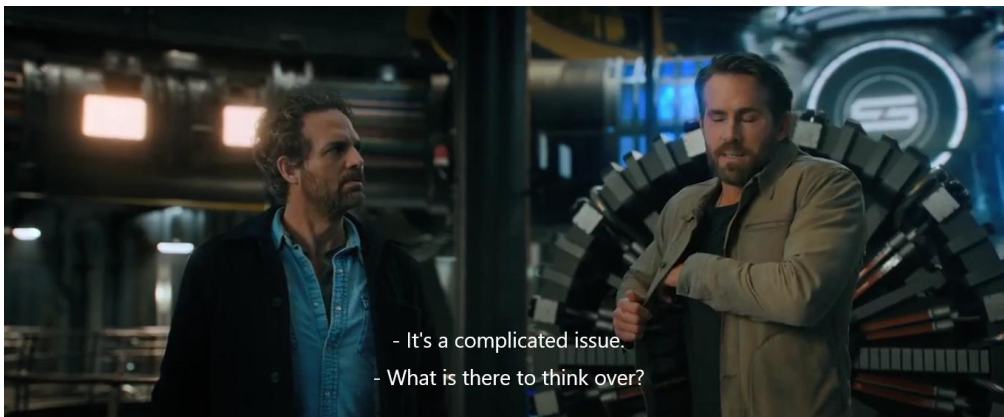 - It's a complicated issue.
- What is there to think over?